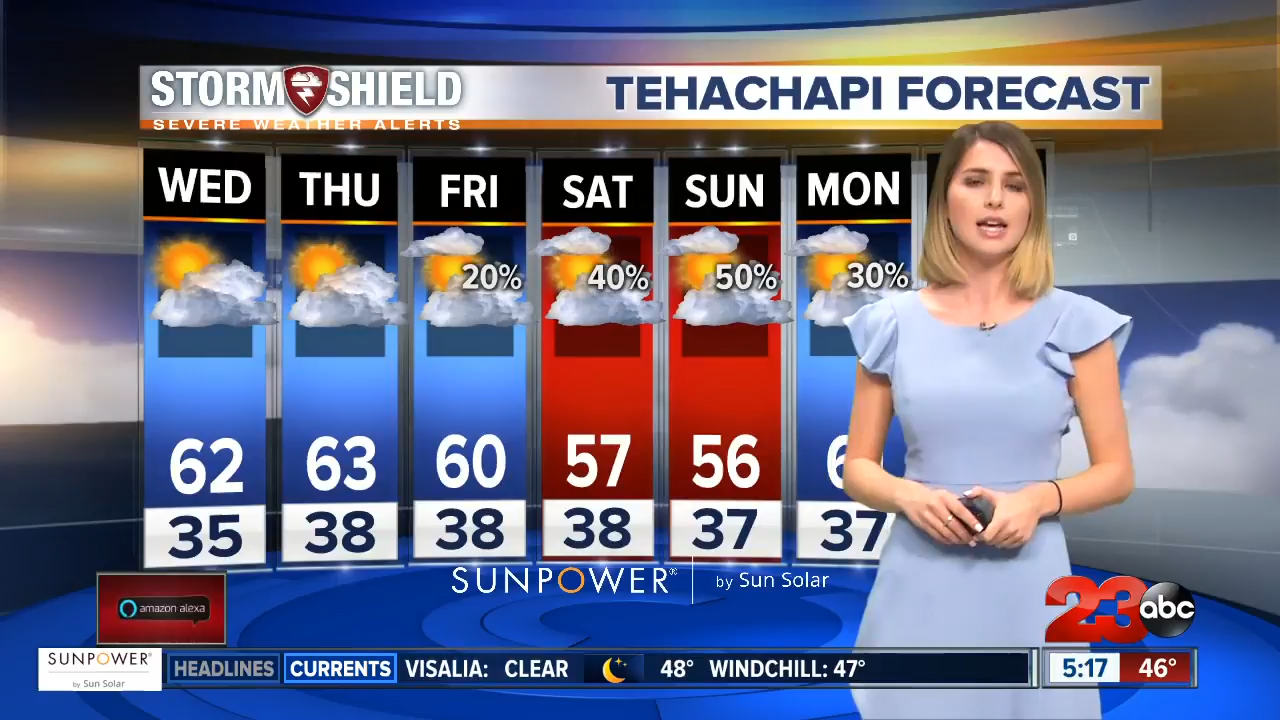 STORM SHIELD
SEVERE WEATHER ALERTS
TEHACHAPI FORECAST
WED THU FRI SAT SUN MON
20% 40% 50% 30%
62 63 60 57 56
35 38 38 38 37 37
SUNPOWER® by Sun Solar
amazon alexa
23 abc
SUNPOWER®
by Sun Solar
HEADLINES CURRENTS VISALIA: CLEAR 48° WINDCHILL: 47° 5:17 46°